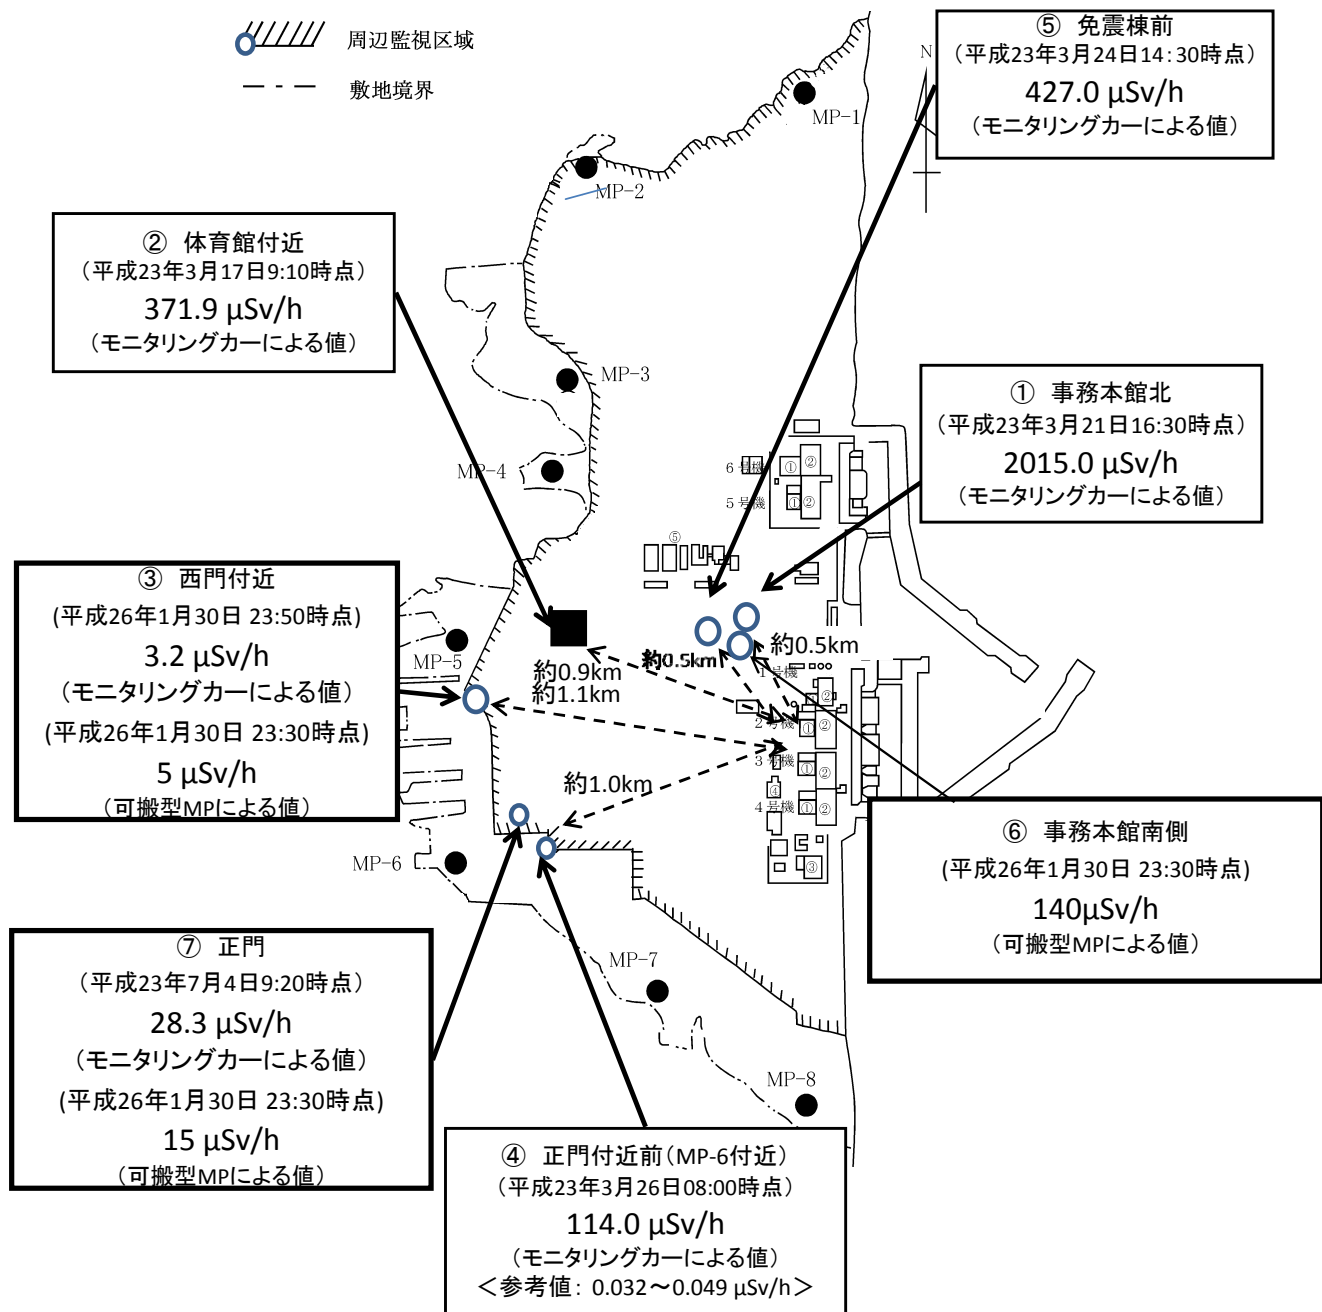 周辺監視区域
敷地境界
⑤ 免震棟前
（平成23年3月24日14:30時点）
427.0 μSv/h
（モニタリングカーによる値）
N
MP-1
MP-2
② 体育館付近
（平成23年3月17日9:10時点）
371.9 μSv/h
（モニタリングカーによる値）
MP-3
① 事務本館北
（平成23年3月21日16:30時点）
2015.0 μSv/h
（モニタリングカーによる値）
MP-4
6号機
① ②
5号機
① ②
⑤
③ 西門付近
(平成26年1月30日 23:50時点)
3.2 μSv/h
（モニタリングカーによる値）
(平成26年1月30日 23:30時点)
5 μSv/h
（可搬型MPによる値）
MP-5
約0.9km
約1.1km
約0.5km
約0.5km
1号機
②
2号機
① ②
3号機
① ②
④
4号機
① ②
③
約1.0km
MP-6
⑥ 事務本館南側
(平成26年1月30日 23:30時点)
140μSv/h
（可搬型MPによる値）
⑦ 正門
（平成23年7月4日9:20時点）
28.3 μSv/h
（モニタリングカーによる値）
(平成26年1月30日 23:30時点)
15 μSv/h
（可搬型MPによる値）
MP-7
MP-8
④ 正門付近前（MP-6付近）
（平成23年3月26日08:00時点）
114.0 μSv/h
（モニタリングカーによる値）
＜参考値: 0.032～0.049 μSv/h＞